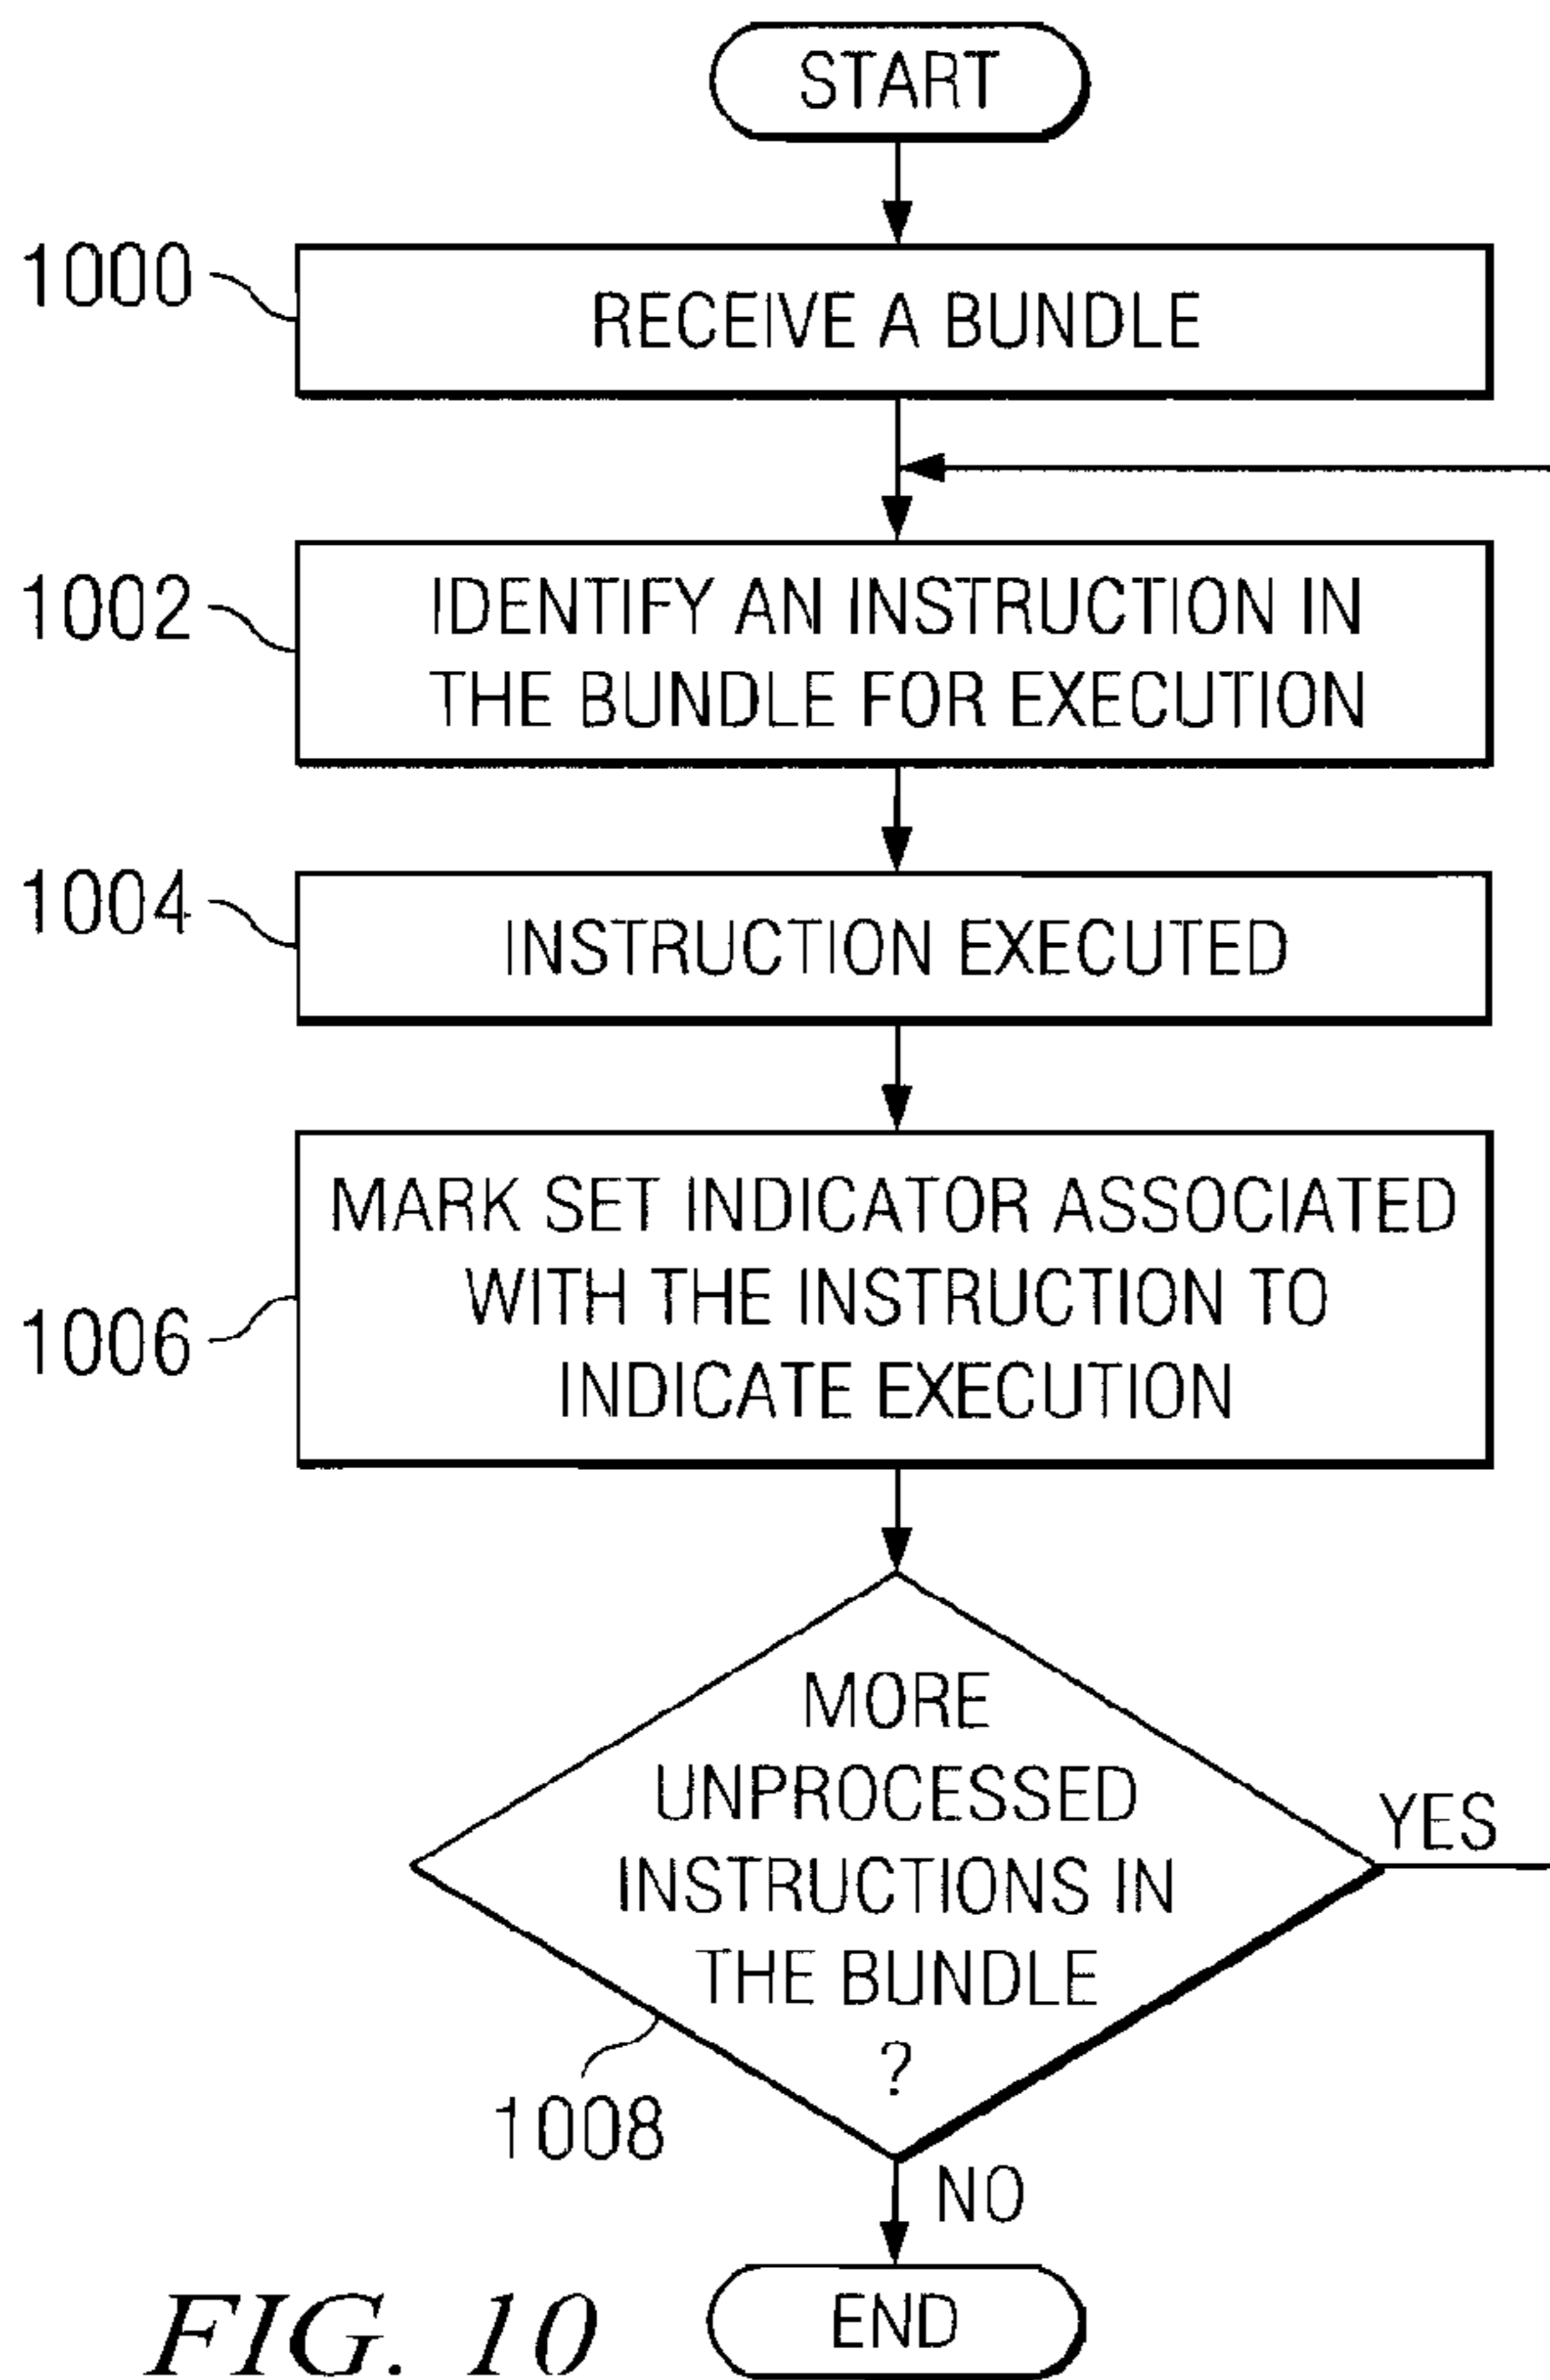 START
1000
RECEIVE A BUNDLE
1002
IDENTIFY AN INSTRUCTION IN
THE BUNDLE FOR EXECUTION
1004
INSTRUCTION EXECUTED
1006
MARK SET INDICATOR ASSOCIATED
WITH THE INSTRUCTION TO
INDICATE EXECUTION
MORE
UNPROCESSED
INSTRUCTIONS IN
THE BUNDLE
?
YES
1008
NO
END
FIG. 10